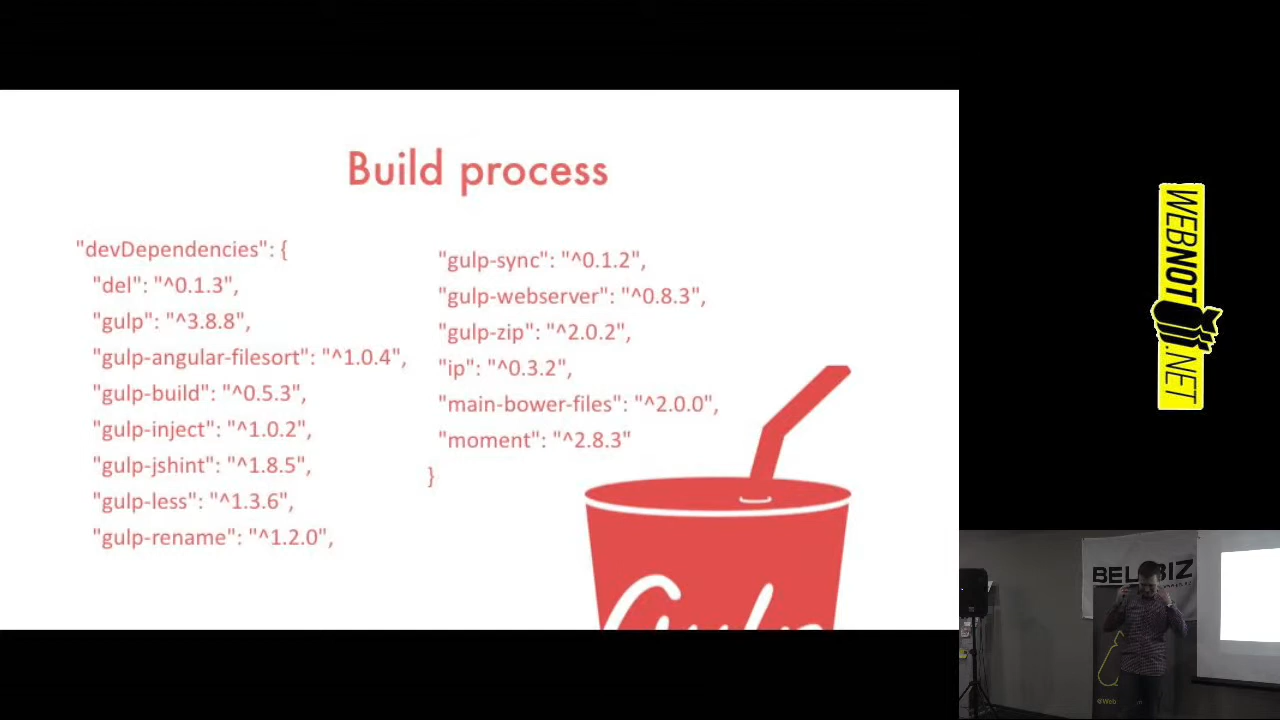 Build process
"devDependencies": {
"del": "^0.1.3",
"gulp": "^3.8.8",
"gulp-angular-filesort": "^1.0.4",
"gulp-build": "^0.5.3",
"gulp-inject": "^1.0.2",
"gulp-jshint": "^1.8.5",
"gulp-less": "^1.3.6",
"gulp-rename": "^1.2.0",
"gulp-sync": "^0.1.2",
"gulp-webserver": "^0.8.3",
"gulp-zip": "^2.0.2",
"ip": "^0.3.2",
"main-bower-files": "^2.0.0",
"moment": "^2.8.3"
}
WEBNOT
.NET